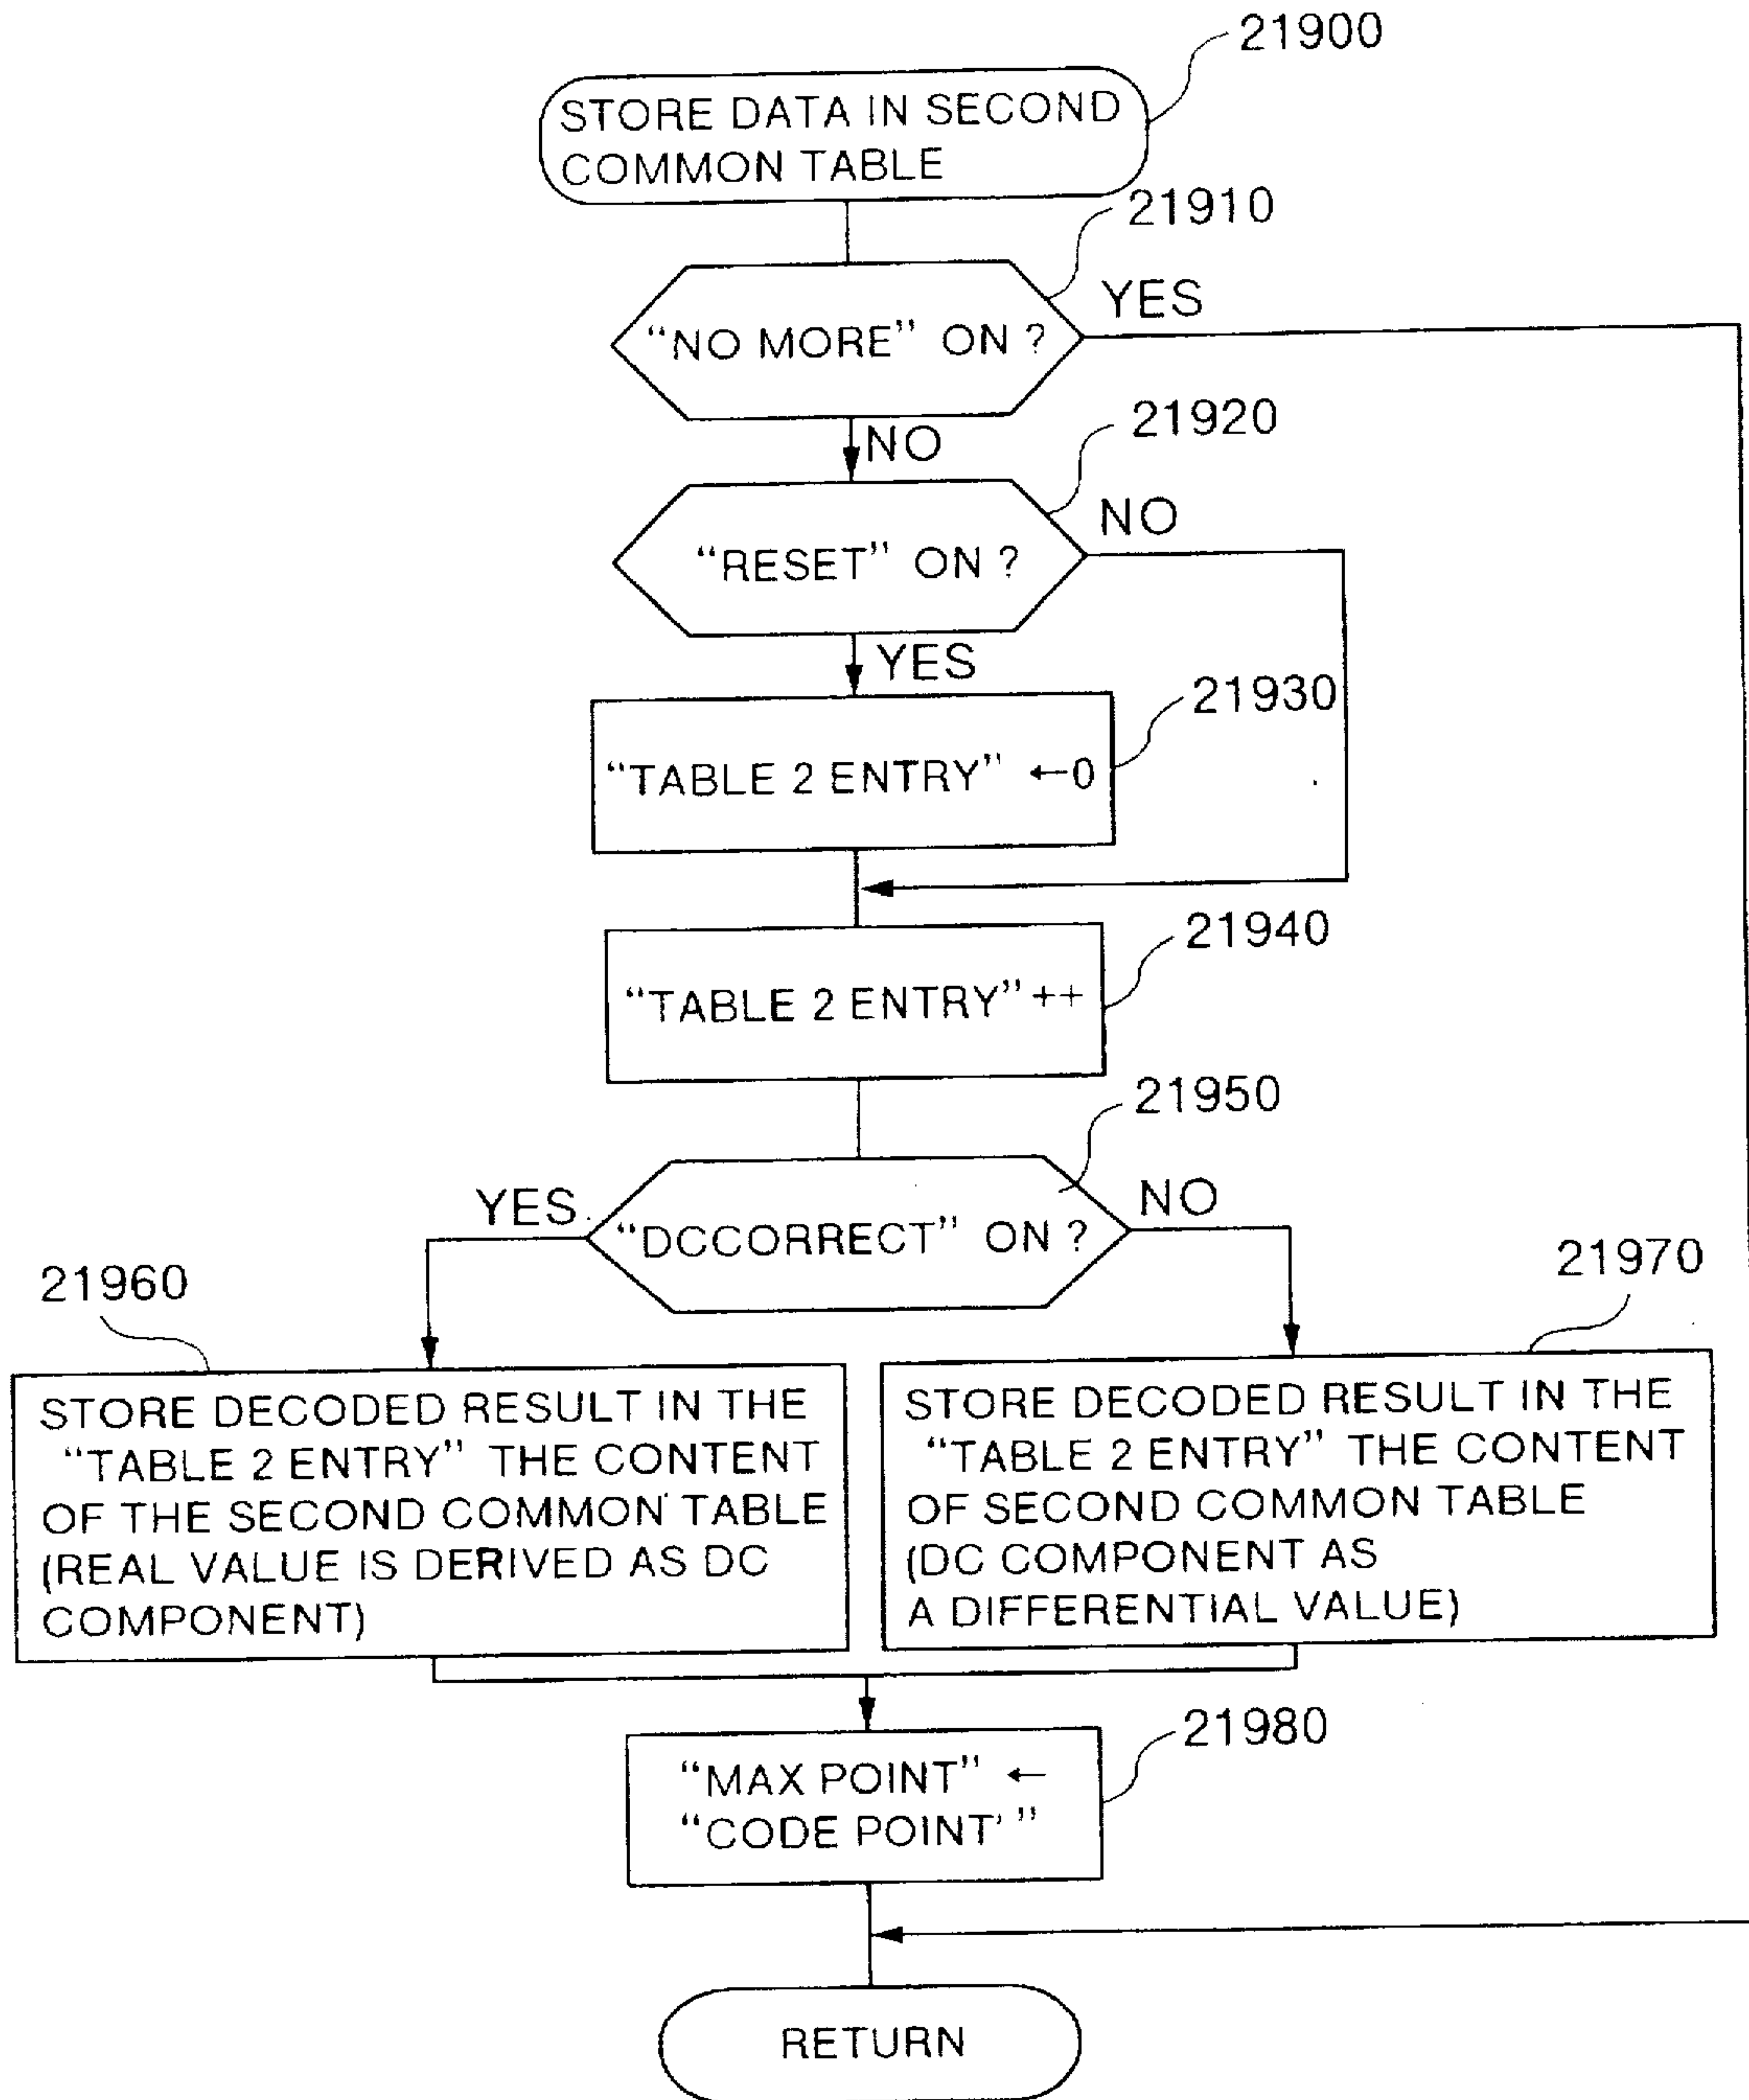 21900
STORE DATA IN SECOND
COMMON TABLE
21910
“NO MORE” ON ?
YES
NO
21920
“RESET” ON ?
NO
YES
21930
“TABLE 2 ENTRY” ←0
21940
“TABLE 2 ENTRY” ++
21950
“DCCORRECT” ON ?
YES
NO
21960
STORE DECODED RESULT IN THE
“TABLE 2 ENTRY” THE CONTENT
OF THE SECOND COMMON TABLE
(REAL VALUE IS DERIVED AS DC
COMPONENT)
21970
STORE DECODED RESULT IN THE
“TABLE 2 ENTRY” THE CONTENT
OF SECOND COMMON TABLE
(DC COMPONENT AS
A DIFFERENTIAL VALUE)
21980
“MAX POINT” ←
“CODE POINT’ ”
RETURN